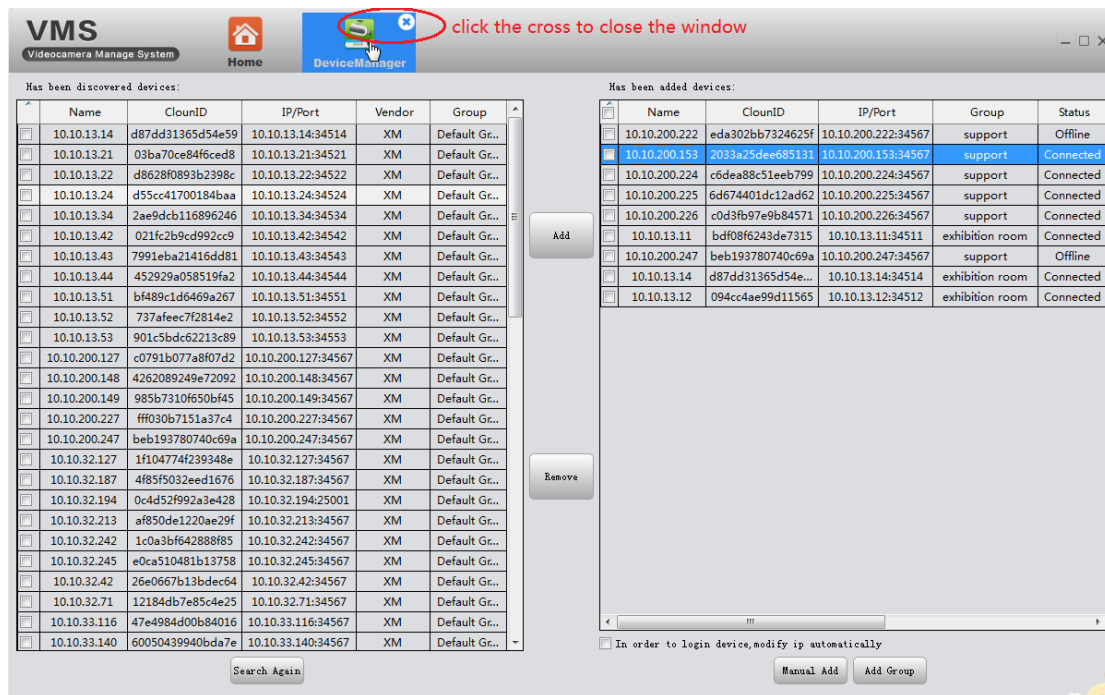 VMS
Videocamera Manage System
Home
DeviceManager
click the cross to close the window
Has been discovered devices:
Name ClounID IP/Port Vendor Group
10.10.13.14 d87dd31365d54e59 10.10.13.14:34514 XM Default Gr...
10.10.13.21 03ba70ce84f6ced8 10.10.13.21:34521 XM Default Gr...
10.10.13.22 d8628f0893b2398c 10.10.13.22:34522 XM Default Gr...
10.10.13.24 d55cc41700184baa 10.10.13.24:34524 XM Default Gr...
10.10.13.34 2ae9dcb116896246 10.10.13.34:34534 XM Default Gr...
10.10.13.42 021fc2b9cd992cc9 10.10.13.42:34542 XM Default Gr...
10.10.13.43 7991eba21416dd81 10.10.13.43:34543 XM Default Gr...
10.10.13.44 452929a058519fa2 10.10.13.44:34544 XM Default Gr...
10.10.13.51 bf489c1d6469a267 10.10.13.51:34551 XM Default Gr...
10.10.13.52 737afeec7f2814e2 10.10.13.52:34552 XM Default Gr...
10.10.13.53 901c5bdc62213c89 10.10.13.53:34553 XM Default Gr...
10.10.200.127 c0791b077a8f07d2 10.10.200.127:34567 XM Default Gr...
10.10.200.148 4262089249e72092 10.10.200.148:34567 XM Default Gr...
10.10.200.149 985b7310f650bf45 10.10.200.149:34567 XM Default Gr...
10.10.200.227 fff030b7151a37c4 10.10.200.227:34567 XM Default Gr...
10.10.200.247 beb193780740c69a 10.10.200.247:34567 XM Default Gr...
10.10.32.127 1f104774f239348e 10.10.32.127:34567 XM Default Gr...
10.10.32.187 4f85f5032eed1676 10.10.32.187:34567 XM Default Gr...
10.10.32.194 0c4d52f992a3e428 10.10.32.194:25001 XM Default Gr...
10.10.32.213 af850de1220ae29f 10.10.32.213:34567 XM Default Gr...
10.10.32.242 1c0a3bf642888f85 10.10.32.242:34567 XM Default Gr...
10.10.32.245 e0ca510481b13758 10.10.32.245:34567 XM Default Gr...
10.10.32.42 26e0667b13bdec64 10.10.32.42:34567 XM Default Gr...
10.10.32.71 12184db7e85c4e25 10.10.32.71:34567 XM Default Gr...
10.10.33.116 47e4984d00b84016 10.10.33.116:34567 XM Default Gr...
10.10.33.140 60050439940bda7e 10.10.33.140:34567 XM Default Gr...
Search Again
Add
Remove
Has been added devices:
Name ClounID IP/Port Group Status
10.10.200.222 eda302bb7324625f 10.10.200.222:34567 support Offline
10.10.200.153 2033a25dee685131 10.10.200.153:34567 support Connected
10.10.200.224 c6dea88c51eeb799 10.10.200.224:34567 support Connected
10.10.200.225 6d674401dc12ad62 10.10.200.225:34567 support Connected
10.10.200.226 c0d3fb97e9b84571 10.10.200.226:34567 support Connected
10.10.13.11 bdf08f6243de7315 10.10.13.11:34511 exhibition room Connected
10.10.200.247 beb193780740c69a 10.10.200.247:34567 support Offline
10.10.13.14 d87dd31365d54e... 10.10.13.14:34514 exhibition room Connected
10.10.13.12 094cc4ae99d11565 10.10.13.12:34512 exhibition room Connected
In order to login device,modify ip automatically
Manual Add
Add Group